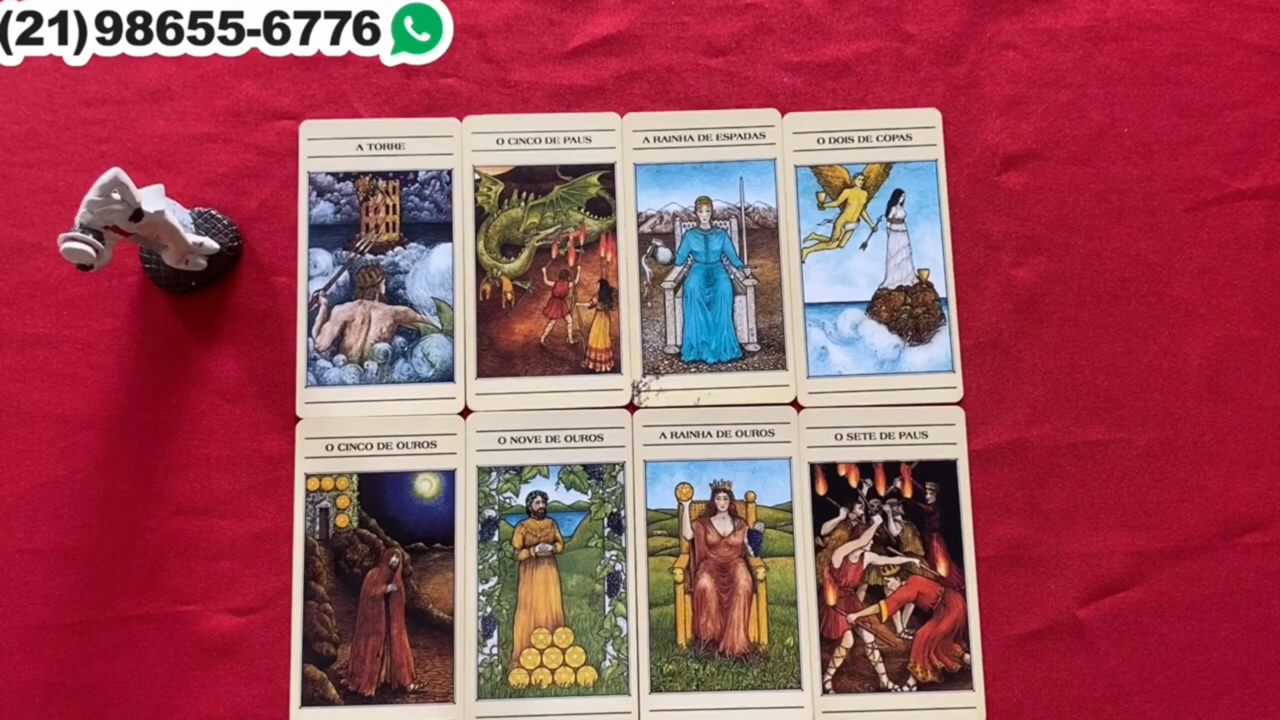 (21)98655-6776
A TORRE
O CINCO DE PAUS
A RAINHA DE ESPADAS
O DOIS DE COPAS
O CINCO DE OUROS
O NOVE DE OUROS
A RAINHA DE OUROS
O SETE DE PAUS